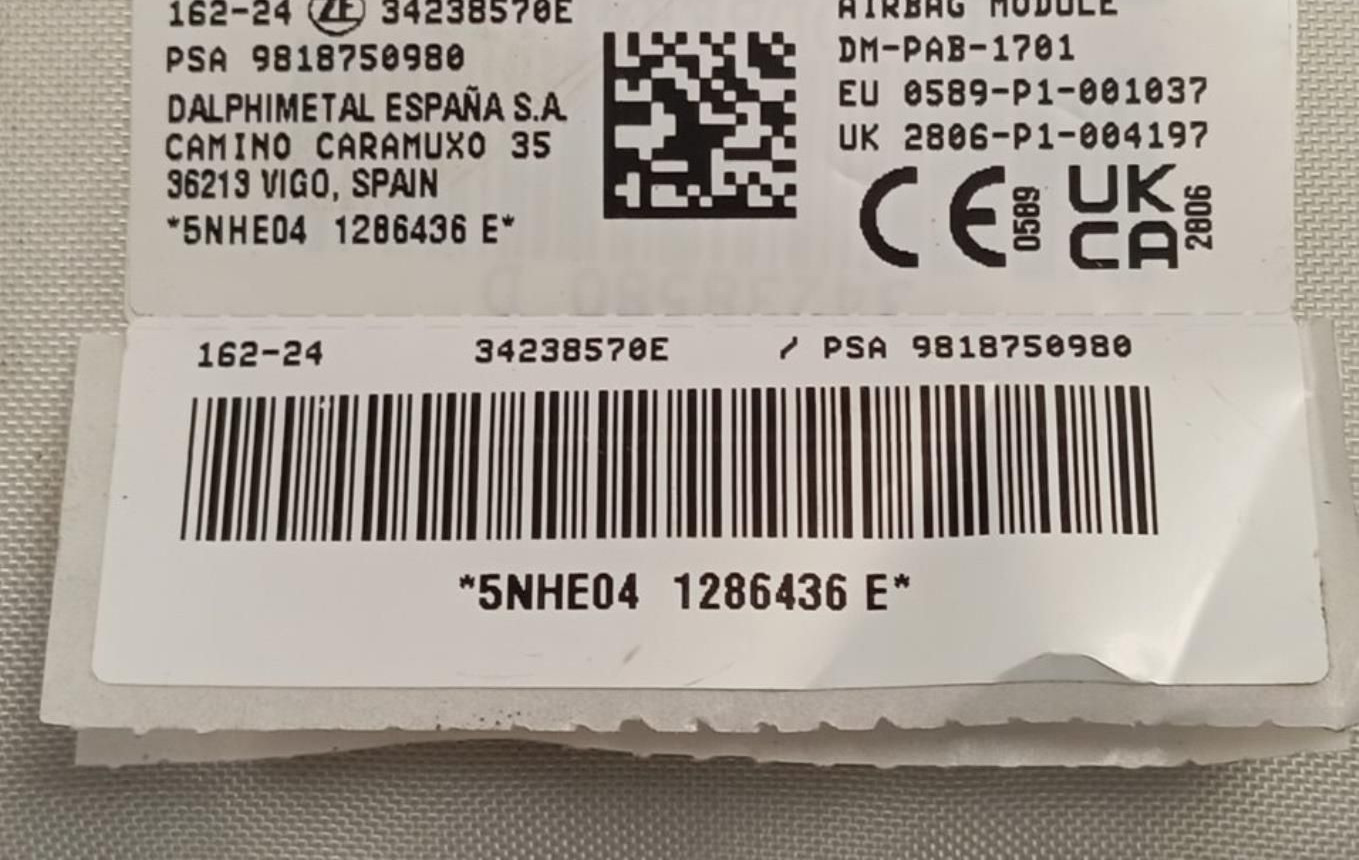 162-24 ZF 34238570E
PSA 9818750980
DALPHIMETAL ESPAÑA S.A.
CAMINO CARAMUXO 35
36213 VIGO, SPAIN
*5NHE04 1286436 E*
AIRBAG MODULE
DM-PAB-1701
EU 0589-P1-001037
UK 2806-P1-004197
CE 0589
UK
CA 2806
162-24 34238570E / PSA 9818750980
*5NHE04 1286436 E*